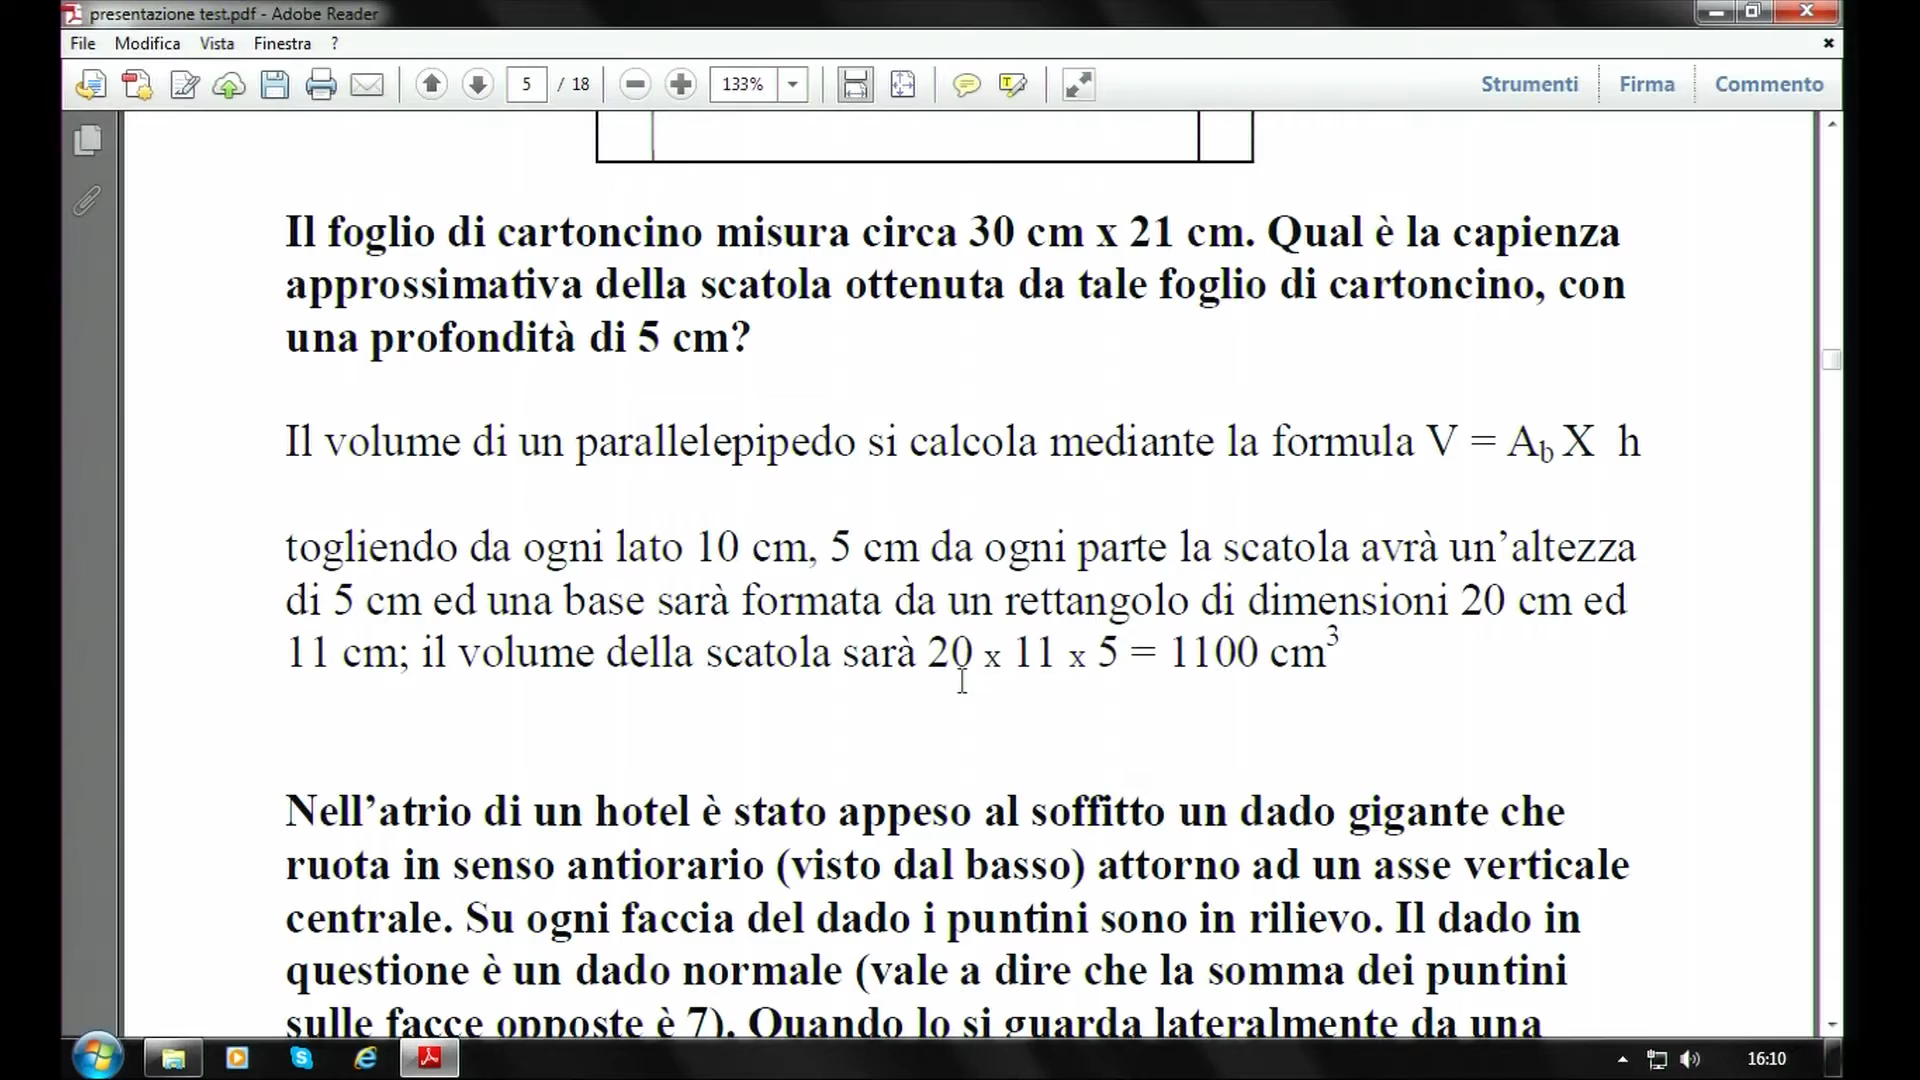 presentazione test.pdf - Adobe Reader
File Modifica Vista Finestra ?
5 / 18 133% Strumenti Firma Commento
Il foglio di cartoncino misura circa 30 cm x 21 cm. Qual è la capienza
approssimativa della scatola ottenuta da tale foglio di cartoncino, con
una profondità di 5 cm?
Il volume di un parallelepipedo si calcola mediante la formula V = Ab X h
togliendo da ogni lato 10 cm, 5 cm da ogni parte la scatola avrà un’altezza
di 5 cm ed una base sarà formata da un rettangolo di dimensioni 20 cm ed
11 cm; il volume della scatola sarà 20 x 11 x 5 = 1100 cm³
Nell’atrio di un hotel è stato appeso al soffitto un dado gigante che
ruota in senso antiorario (visto dal basso) attorno ad un asse verticale
centrale. Su ogni faccia del dado i puntini sono in rilievo. Il dado in
questione è un dado normale (vale a dire che la somma dei puntini
sulle facce opposte è 7). Quando lo si guarda lateralmente da una
16:10